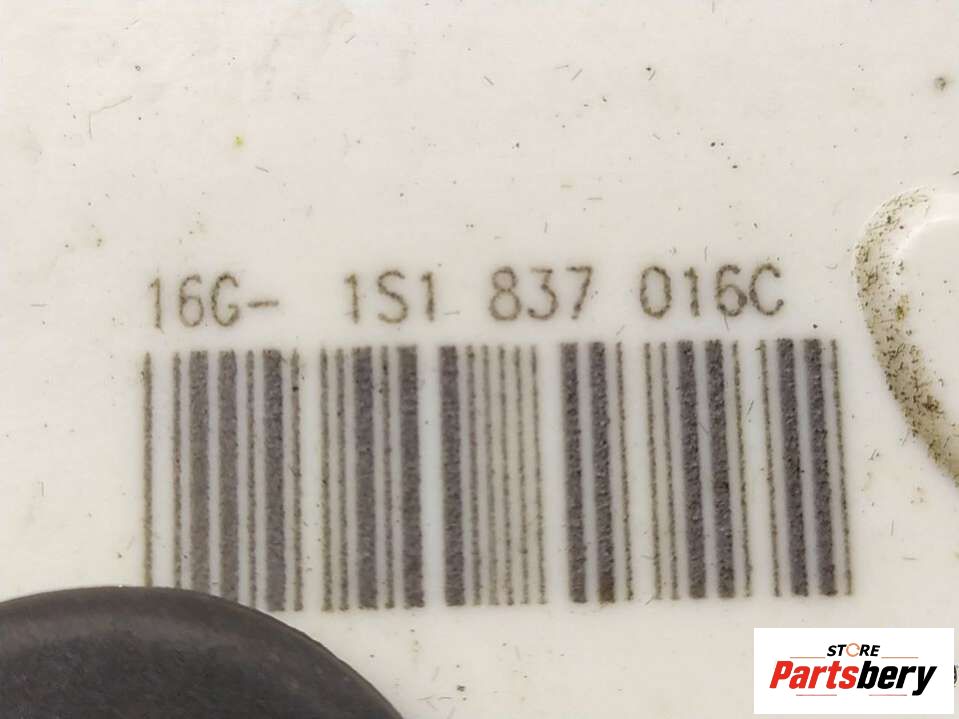 16G- 1S1 837 016C
STORE
Partsbery